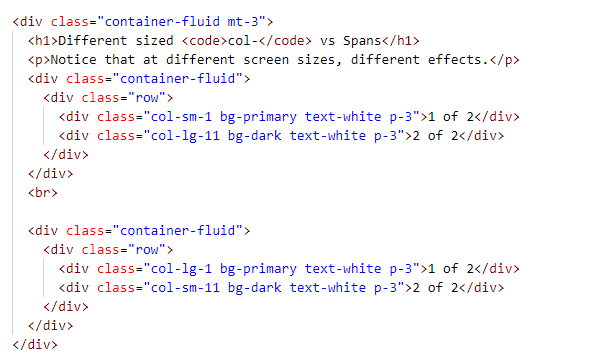 <div class="container-fluid mt-3">
<h1>Different sized <code>col-</code> vs Spans</h1>
<p>Notice that at different screen sizes, different effects.</p>
<div class="container-fluid">
<div class="row">
<div class="col-sm-1 bg-primary text-white p-3">1 of 2</div>
<div class="col-lg-11 bg-dark text-white p-3">2 of 2</div>
</div>
</div>
<br>
<div class="container-fluid">
<div class="row">
<div class="col-lg-1 bg-primary text-white p-3">1 of 2</div>
<div class="col-sm-11 bg-dark text-white p-3">2 of 2</div>
</div>
</div>
</div>